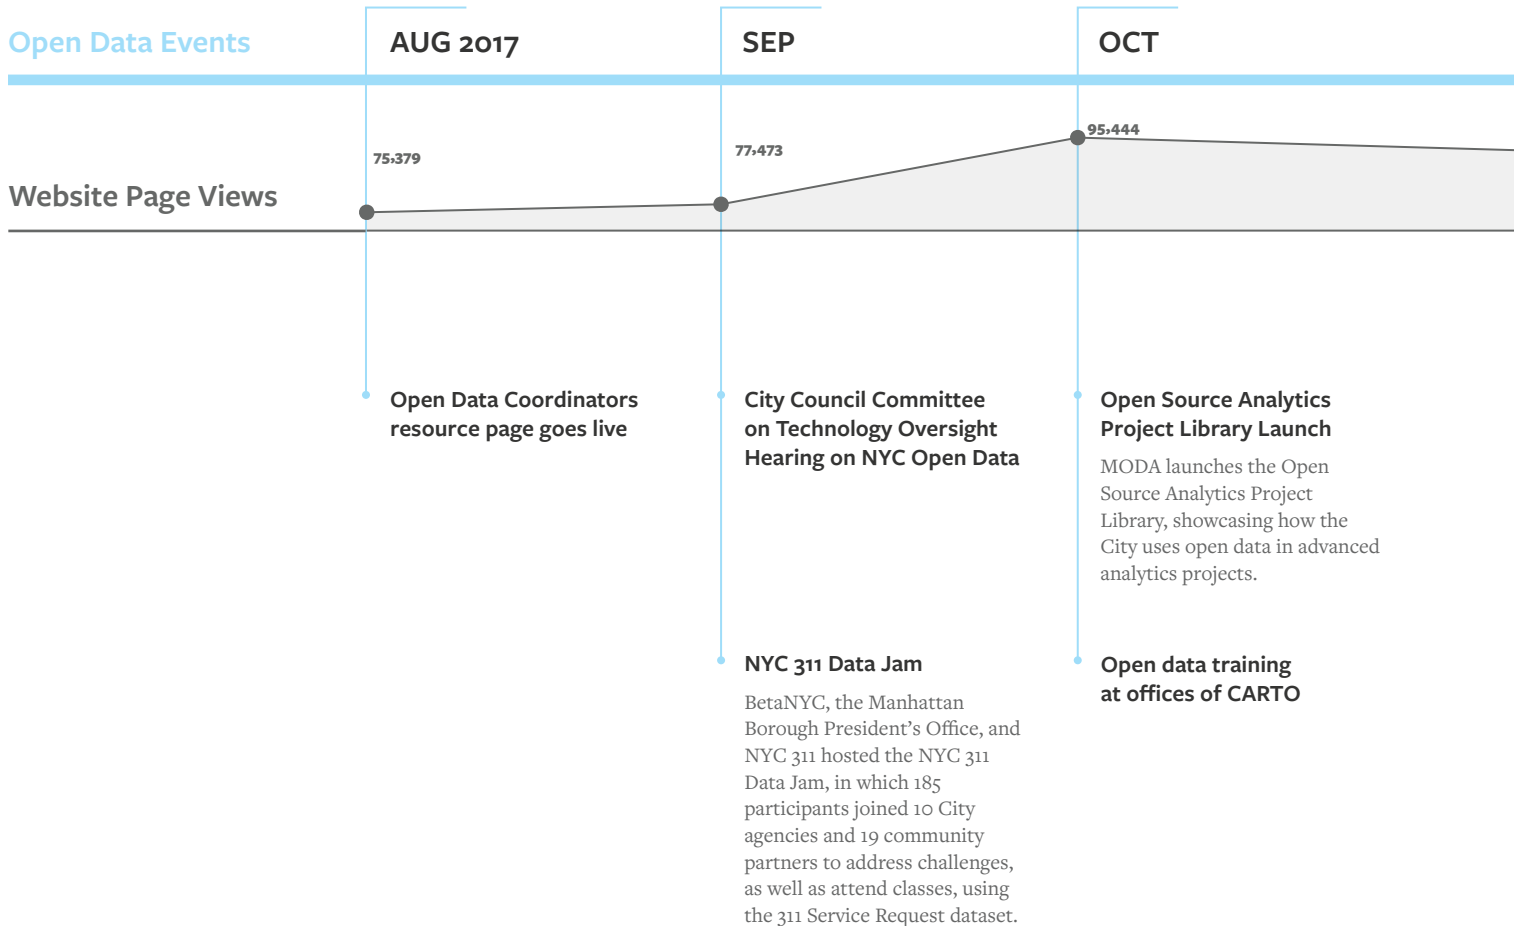 Open Data Events
AUG 2017
SEP
OCT
Website Page Views
75,379
77,473
95,444
Open Data Coordinators
resource page goes live
City Council Committee
on Technology Oversight
Hearing on NYC Open Data
NYC 311 Data Jam
BetaNYC, the Manhattan
Borough President’s Office, and
NYC 311 hosted the NYC 311
Data Jam, in which 185
participants joined 10 City
agencies and 19 community
partners to address challenges,
as well as attend classes, using
the 311 Service Request dataset.
Open Source Analytics
Project Library Launch
MODA launches the Open
Source Analytics Project
Library, showcasing how the
City uses open data in advanced
analytics projects.
Open data training
at offices of CARTO